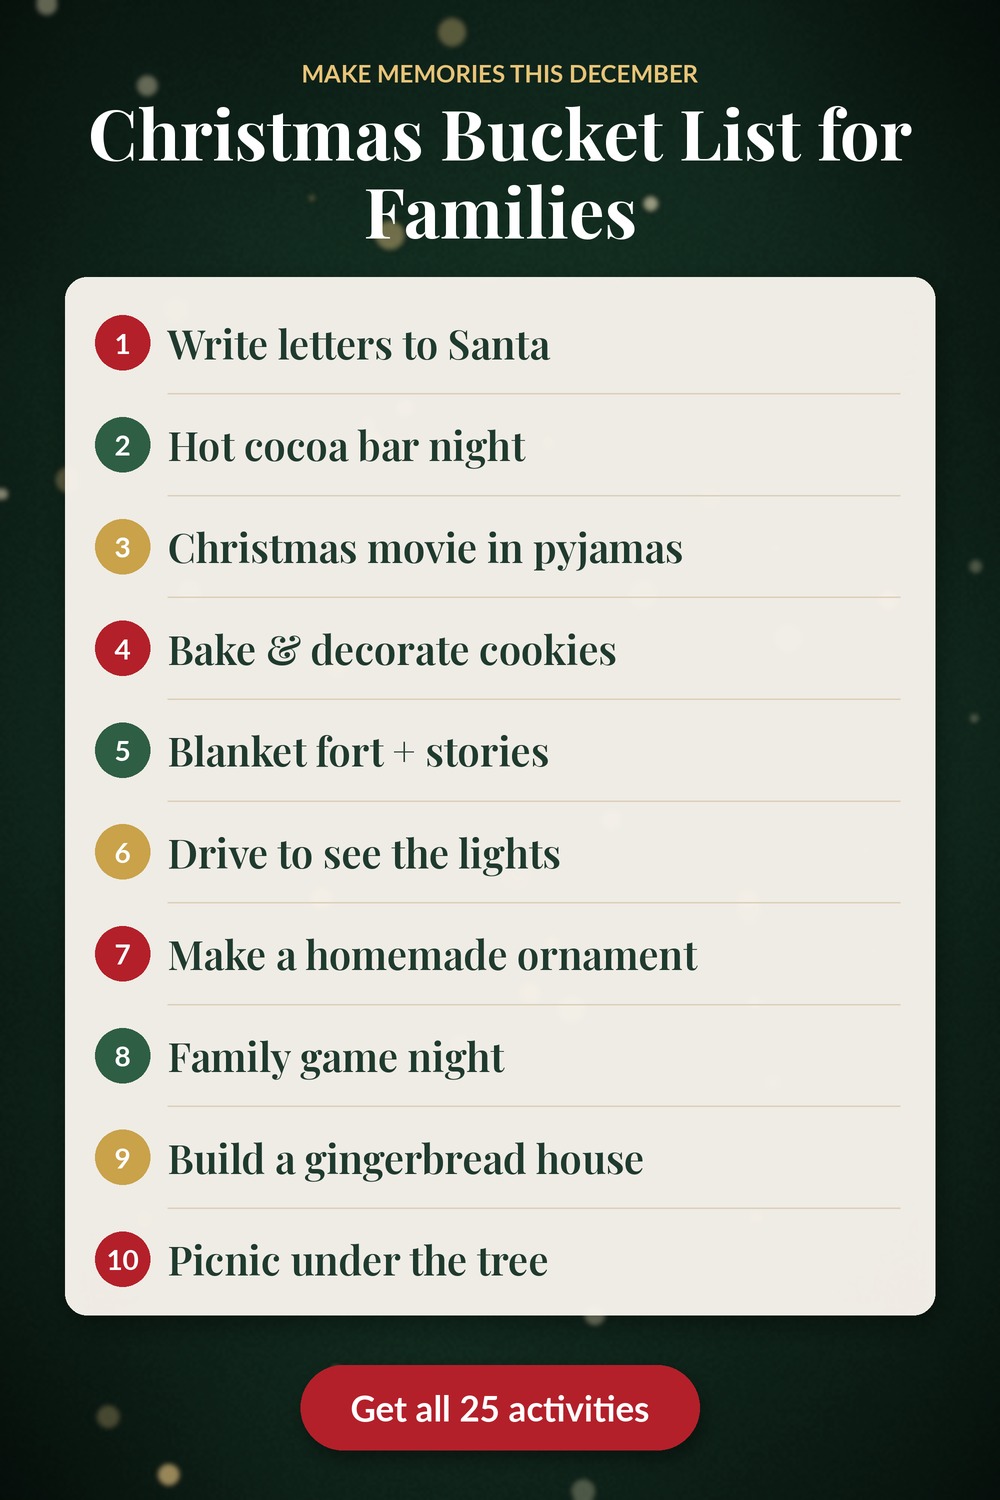 MAKE MEMORIES THIS DECEMBER
Christmas Bucket List for
Families
1 Write letters to Santa
2 Hot cocoa bar night
3 Christmas movie in pyjamas
4 Bake & decorate cookies
5 Blanket fort + stories
6 Drive to see the lights
7 Make a homemade ornament
8 Family game night
9 Build a gingerbread house
10 Picnic under the tree
Get all 25 activities